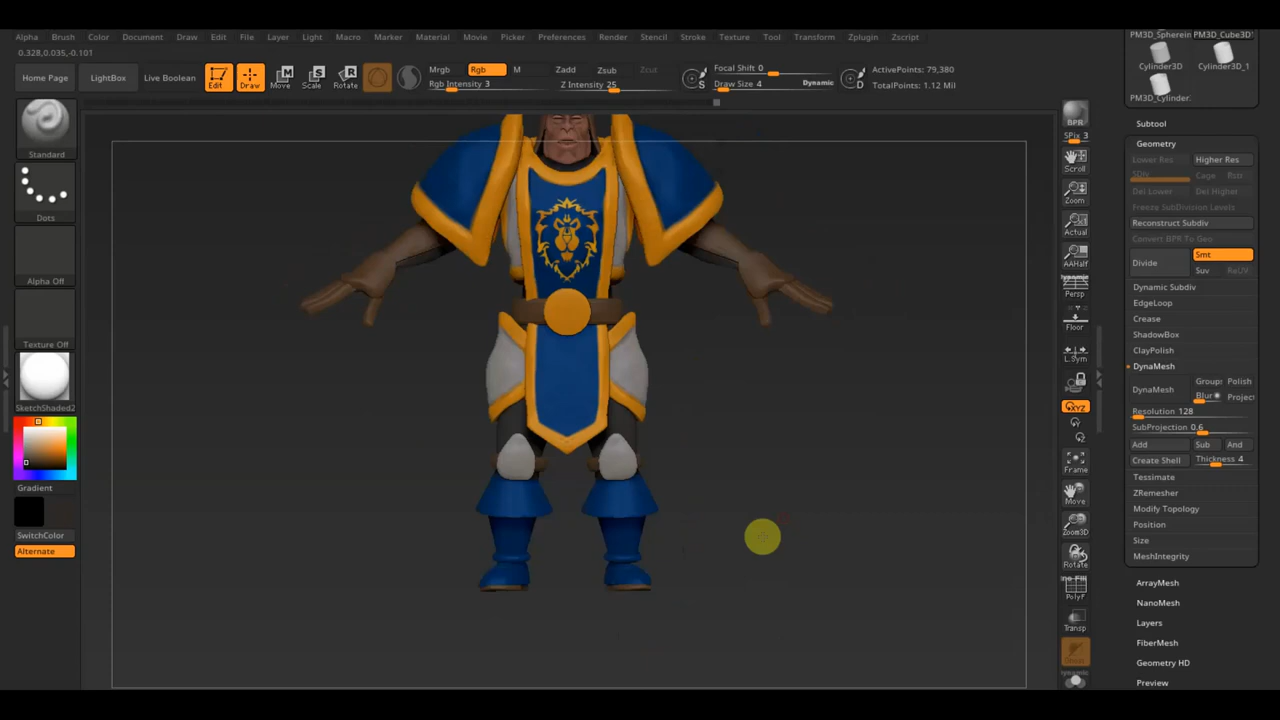 Alpha Brush Color Document Draw Edit File Layer Light Macro Marker Material Movie Picker Preferences Render Stencil Stroke Texture Tool Transform Zplugin Zscript
0.328,0.035,-0.101
Home Page
LightBox
Live Boolean
Edit
Draw
Move
Scale
Rotate
Mrgb
Rgb
M
Rgb Intensity 3
Zadd
Zsub
Zcut
Z Intensity 25
Focal Shift 0
Draw Size 4
Dynamic
ActivePoints: 79,380
TotalPoints: 1.12 Mil
Standard
Dots
Alpha Off
Texture Off
SketchShaded2
Gradient
SwitchColor
Alternate
BPR
SPix 3
Scroll
Zoom
Actual
AAHalf
Persp
Floor
L.Sym
XYZ
Frame
Move
Zoom3D
Rotate
PolyF
Transp
PM3D_Cube3D
Cylinder3D
Cylinder3D_1
PM3D_Cylinder
Subtool
Geometry
Lower Res
Higher Res
SDiv
Cage
Rstr
Del Lower
Del Higher
Freeze SubDivision Levels
Reconstruct Subdiv
Convert BPR To Geo
Divide
Smt
Suv
ReUV
Dynamic Subdiv
EdgeLoop
Crease
ShadowBox
ClayPolish
DynaMesh
DynaMesh
Group
Polish
Blur
Project
Resolution 128
SubProjection 0.6
Add
Sub
And
Create Shell
Thickness 4
Tessimate
ZRemesher
Modify Topology
Position
Size
MeshIntegrity
ArrayMesh
NanoMesh
Layers
FiberMesh
Geometry HD
Preview